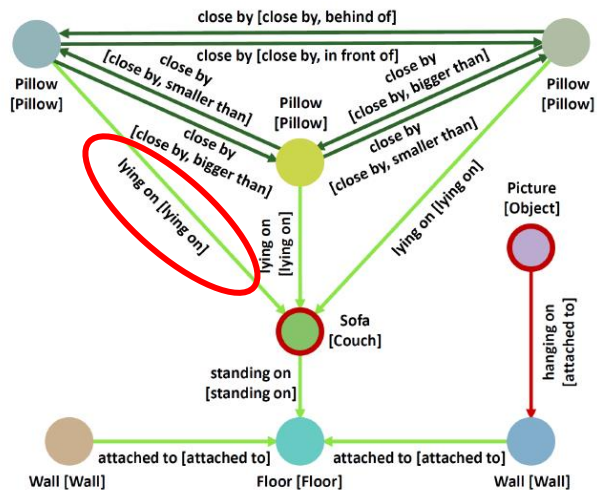 close by [close by, behind of]
close by [close by, in front of]
Pillow
[Pillow]
close by
[close by, smaller than]
Pillow
[Pillow]
close by
[close by, bigger than]
Pillow
[Pillow]
close by
[close by, bigger than]
close by
[close by, smaller than]
lying on [lying on]
lying on
[lying on]
lying on [lying on]
Picture
[Object]
Sofa
[Couch]
hanging on
[attached to]
standing on
[standing on]
attached to [attached to]
attached to [attached to]
Wall [Wall]
Floor [Floor]
Wall [Wall]